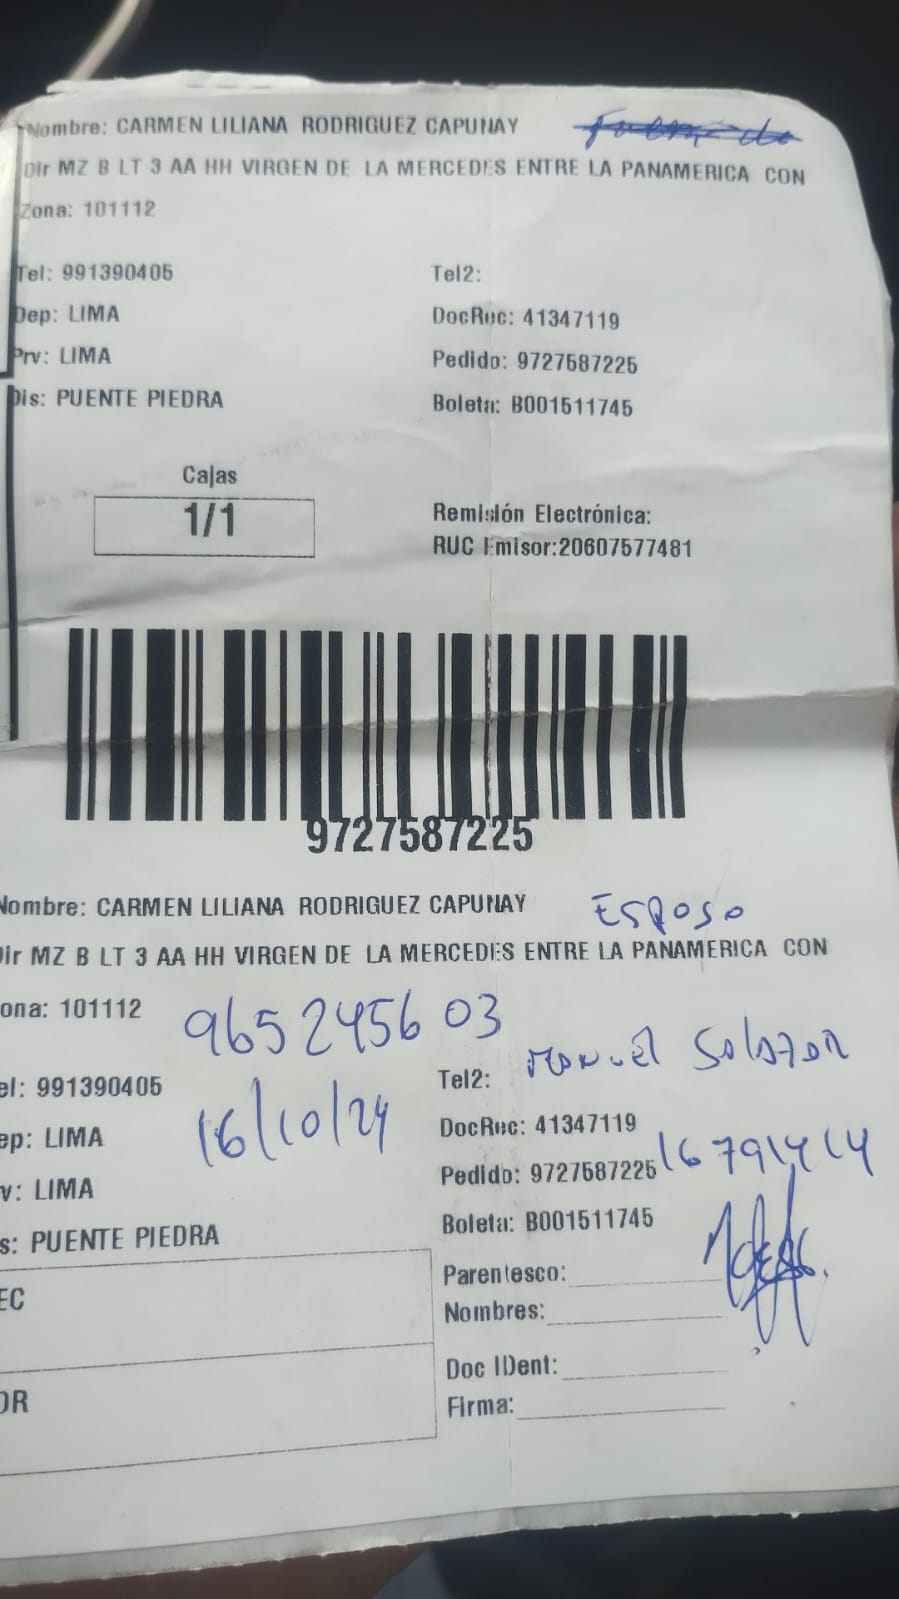 Nombre: CARMEN LILIANA RODRIGUEZ CAPUNAY
Dir MZ B LT 3 AA HH VIRGEN DE LA MERCEDES ENTRE LA PANAMERICA CON
Zona: 101112
Tel: 991390405 Tel2:
Dep: LIMA DocRec: 41347119
Prv: LIMA Pedido: 9727587225
Dis: PUENTE PIEDRA Boleta: B001511745
Cajas
1/1
Remisión Electrónica:
RUC Emisor:20607577481
9727587225
Nombre: CARMEN LILIANA RODRIGUEZ CAPUNAY Esposo
Dir MZ B LT 3 AA HH VIRGEN DE LA MERCEDES ENTRE LA PANAMERICA CON
ona: 101112 965245603
el: 991390405 Tel2: Manuel Salazar
ep: LIMA 16/10/24 DocRec: 41347119
v: LIMA Pedido: 9727587225 16791414
s: PUENTE PIEDRA Boleta: B001511745
EC
Parentesco:
Nombres:
Doc IDent:
OR
Firma: